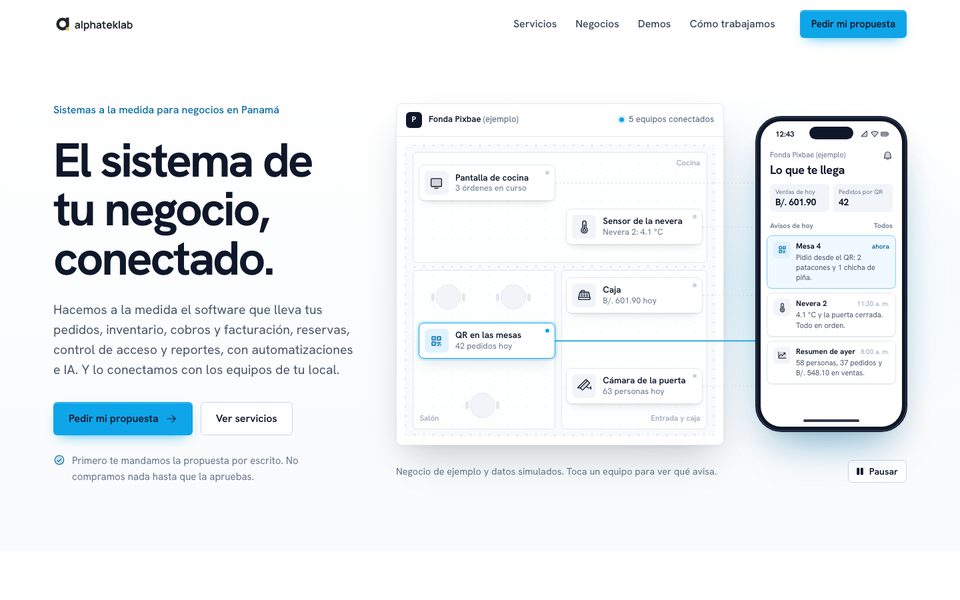 alphateklab
Servicios
Negocios
Demos
Cómo trabajamos
Pedir mi propuesta
Sistemas a la medida para negocios en Panamá
El sistema de
tu negocio,
conectado.
Hacemos a la medida el software que lleva tus
pedidos, inventario, cobros y facturación, reservas,
control de acceso y reportes, con automatizaciones
e IA. Y lo conectamos con los equipos de tu local.
Pedir mi propuesta →
Ver servicios
Primero te mandamos la propuesta por escrito. No
compramos nada hasta que la apruebas.
P
Fonda Pixbae (ejemplo)
5 equipos conectados
Cocina
Pantalla de cocina
3 órdenes en curso
Sensor de la nevera
Nevera 2: 4.1 °C
Caja
B/. 601.90 hoy
QR en las mesas
42 pedidos hoy
Cámara de la puerta
63 personas hoy
Salón
Entrada y caja
Negocio de ejemplo y datos simulados. Toca un equipo para ver qué avisa.
12:43
Fonda Pixbae (ejemplo)
Lo que te llega
Ventas de hoy
B/. 601.90
Pedidos por QR
42
Avisos de hoy
Todos
Mesa 4
ahora
Pidió desde el QR: 2
patacones y 1 chicha de
piña.
Nevera 2
11:30 a. m.
4.1 °C y la puerta cerrada.
Todo en orden.
Resumen de ayer
8:00 a. m.
58 personas, 37 pedidos y
B/. 548.10 en ventas.
Pausar